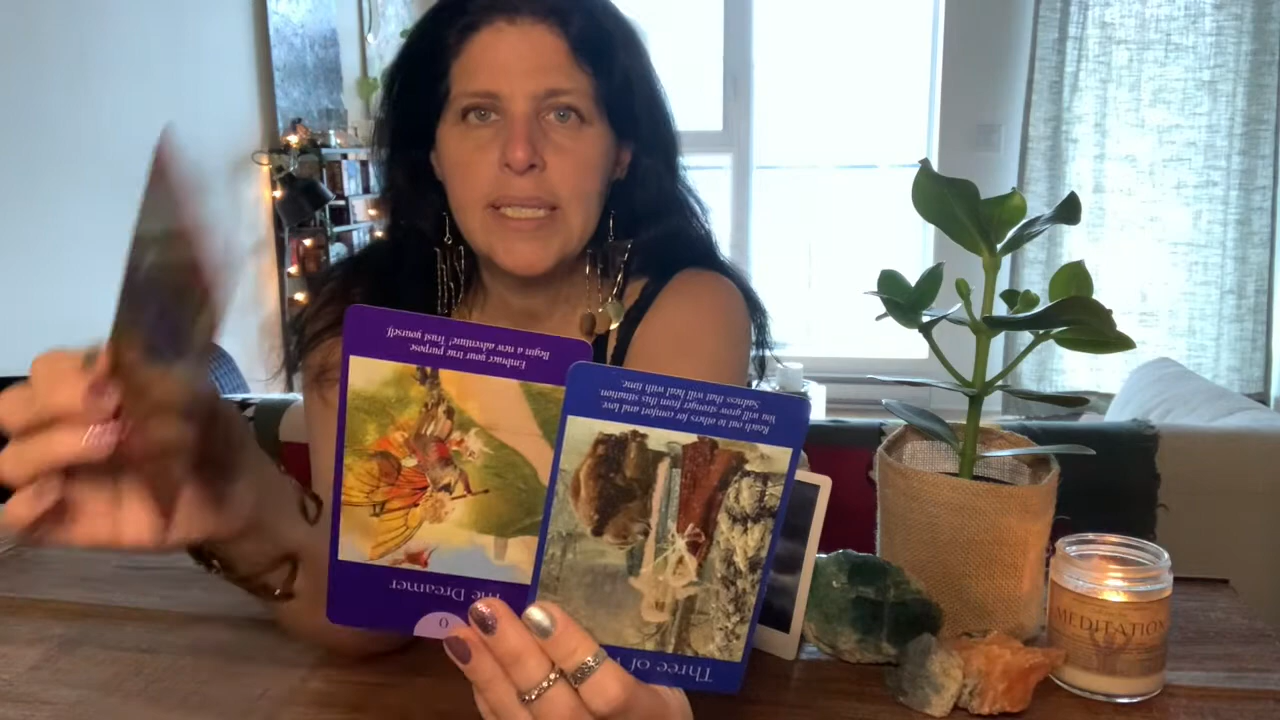 Begin a new adventure! Trust yourself.
Embrace your true purpose.
The Dreamer
0
Sadness that will heal with time.
You will grow stronger from this situation.
Reach out to others for comfort and love.
Three of
MEDITATION